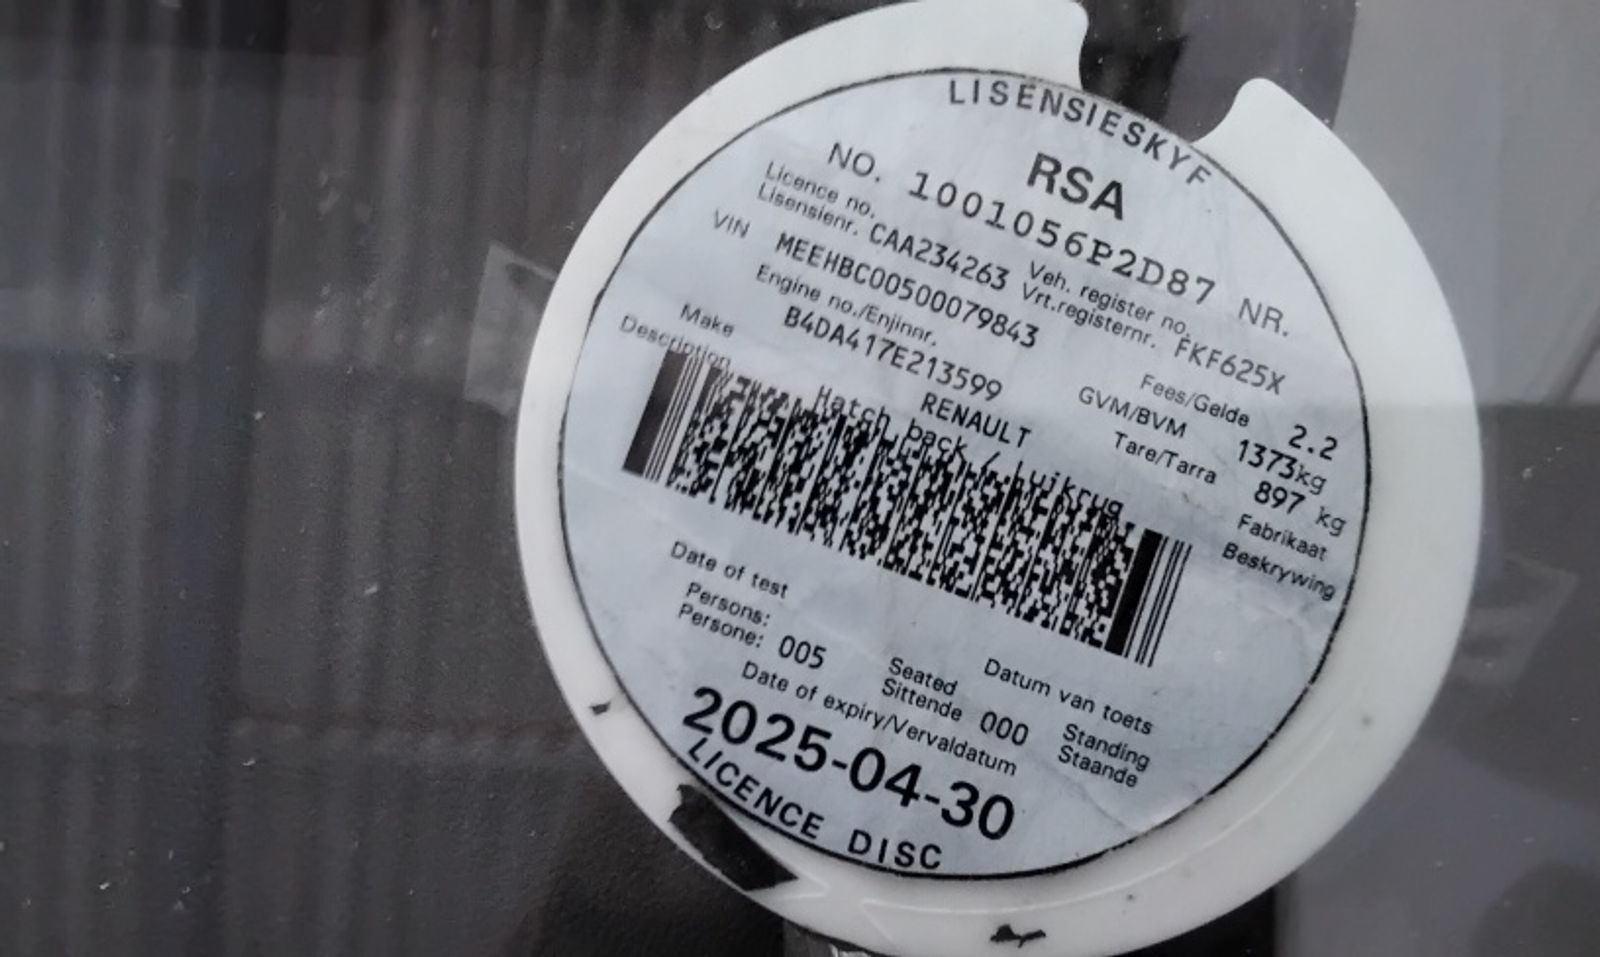 LISENSIESKYF
RSA
NO. 1001056P2D87 NR.
Licence no. Lisensienr. CAA234263 Veh. register no. Vrt.registernr. FKF625X
VIN MEEHBC00500079843
Engine no./Enjinnr. B4DA417E213599
Fees/Gelde 2.2
GVM/BVM 1373kg
Tare/Tarra 897 kg
Make RENAULT Fabrikaat
Description Hatch back / Luikrug Beskrywing
Date of test Datum van toets
Persons: Persone: 005 Seated Sittende 000 Standing Staande
Date of expiry/Vervaldatum
2025-04-30
LICENCE DISC